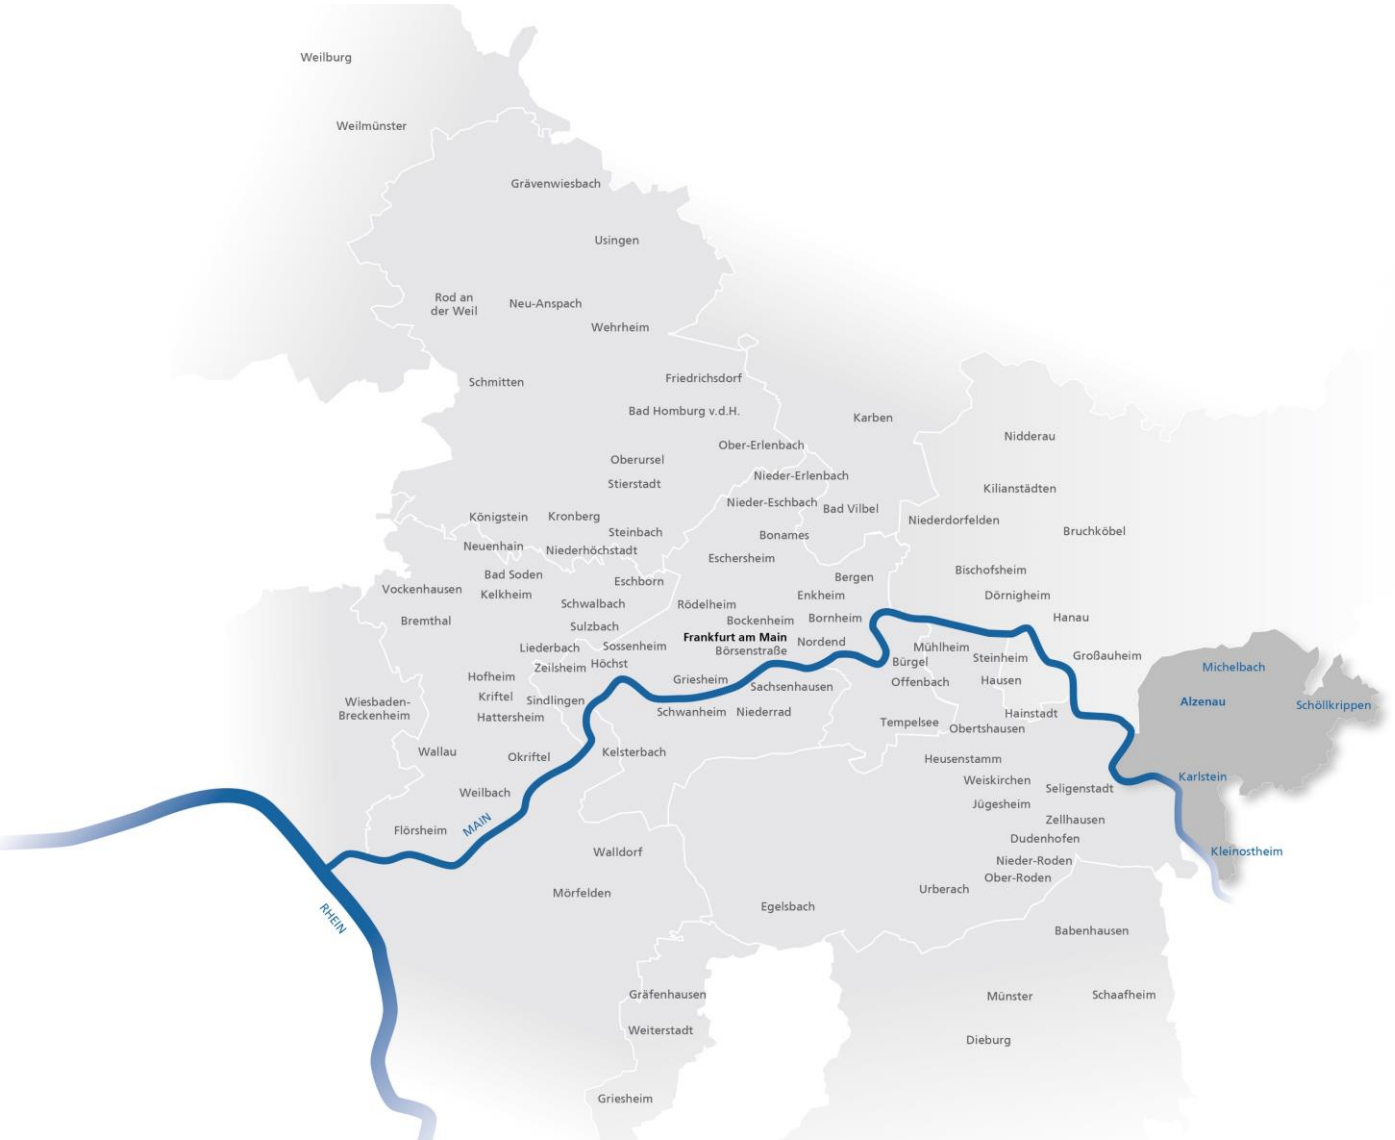 Weilburg
Weilmünster
Grävenwiesbach
Usingen
Rod an
der Weil
Neu-Anspach
Wehrheim
Schmitten
Friedrichsdorf
Bad Homburg v.d.H.
Karben
Nidderau
Ober-Erlenbach
Oberursel
Nieder-Erlenbach
Stierstadt
Kilianstädten
Nieder-Eschbach
Bad Vilbel
Niederdorfelden
Königstein
Kronberg
Steinbach
Bonames
Bruchköbel
Neuenhain
Niederhöchstadt
Eschersheim
Bad Soden
Eschborn
Bergen
Bischofsheim
Vockenhausen
Kelkheim
Schwalbach
Rödelheim
Enkheim
Dörnigheim
Bremthal
Sulzbach
Bockenheim
Bornheim
Hanau
Frankfurt am Main
Börsenstraße
Nordend
Liederbach
Sossenheim
Mühlheim
Steinheim
Großauheim
Zeilsheim
Höchst
Bürgel
Michelbach
Hofheim
Griesheim
Sachsenhausen
Offenbach
Hausen
Kriftel
Sindlingen
Alzenau
Schöllkrippen
Wiesbaden-
Breckenheim
Hattersheim
Schwanheim
Niederrad
Hainstadt
Tempelsee
Obertshausen
Wallau
Okriftel
Kelsterbach
Heusenstamm
Weiskirchen
Karlstein
Seligenstadt
Weilbach
Jügesheim
Zellhausen
Flörsheim
MAIN
Dudenhofen
Walldorf
Kleinostheim
Nieder-Roden
Ober-Roden
Mörfelden
Urberach
Egelsbach
RHEIN
Babenhausen
Gräfenhausen
Münster
Schaafheim
Weiterstadt
Dieburg
Griesheim